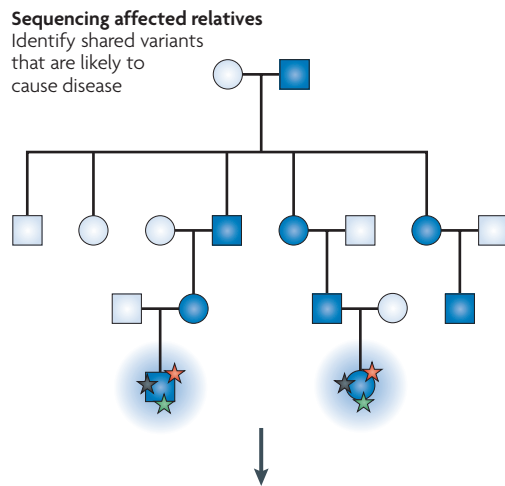 Sequencing affected relatives
Identify shared variants
that are likely to
cause disease